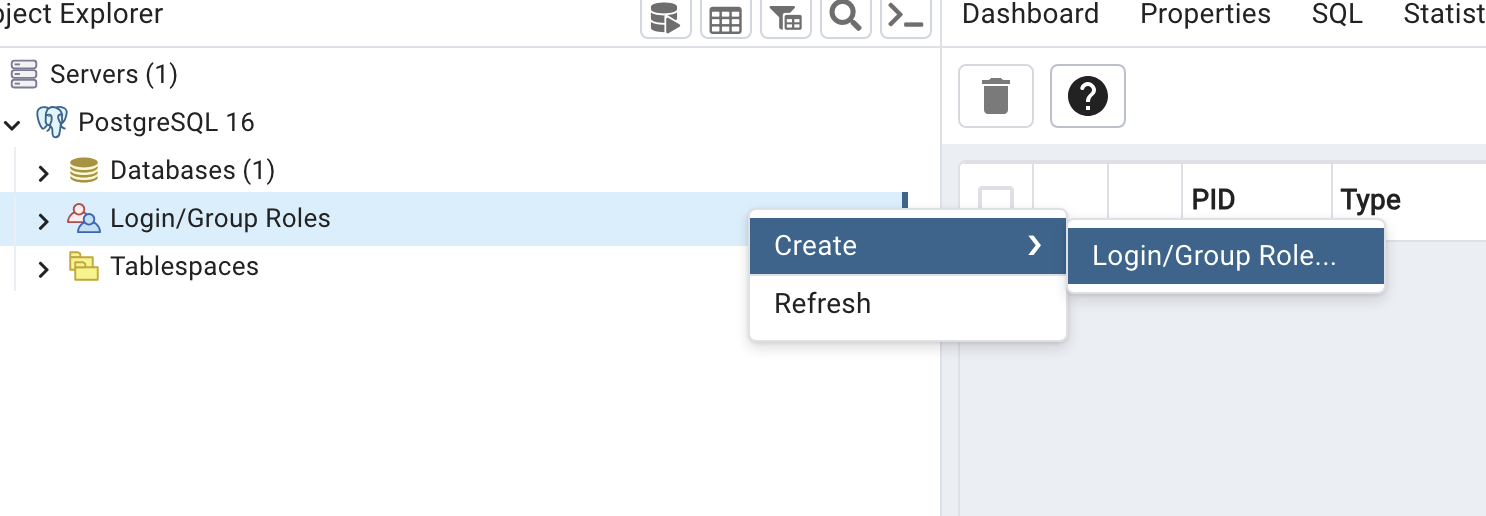 ject Explorer
Dashboard Properties SQL Statist
Servers (1)
PostgreSQL 16
Databases (1)
Login/Group Roles
Tablespaces
Create
Refresh
Login/Group Role...
PID Type